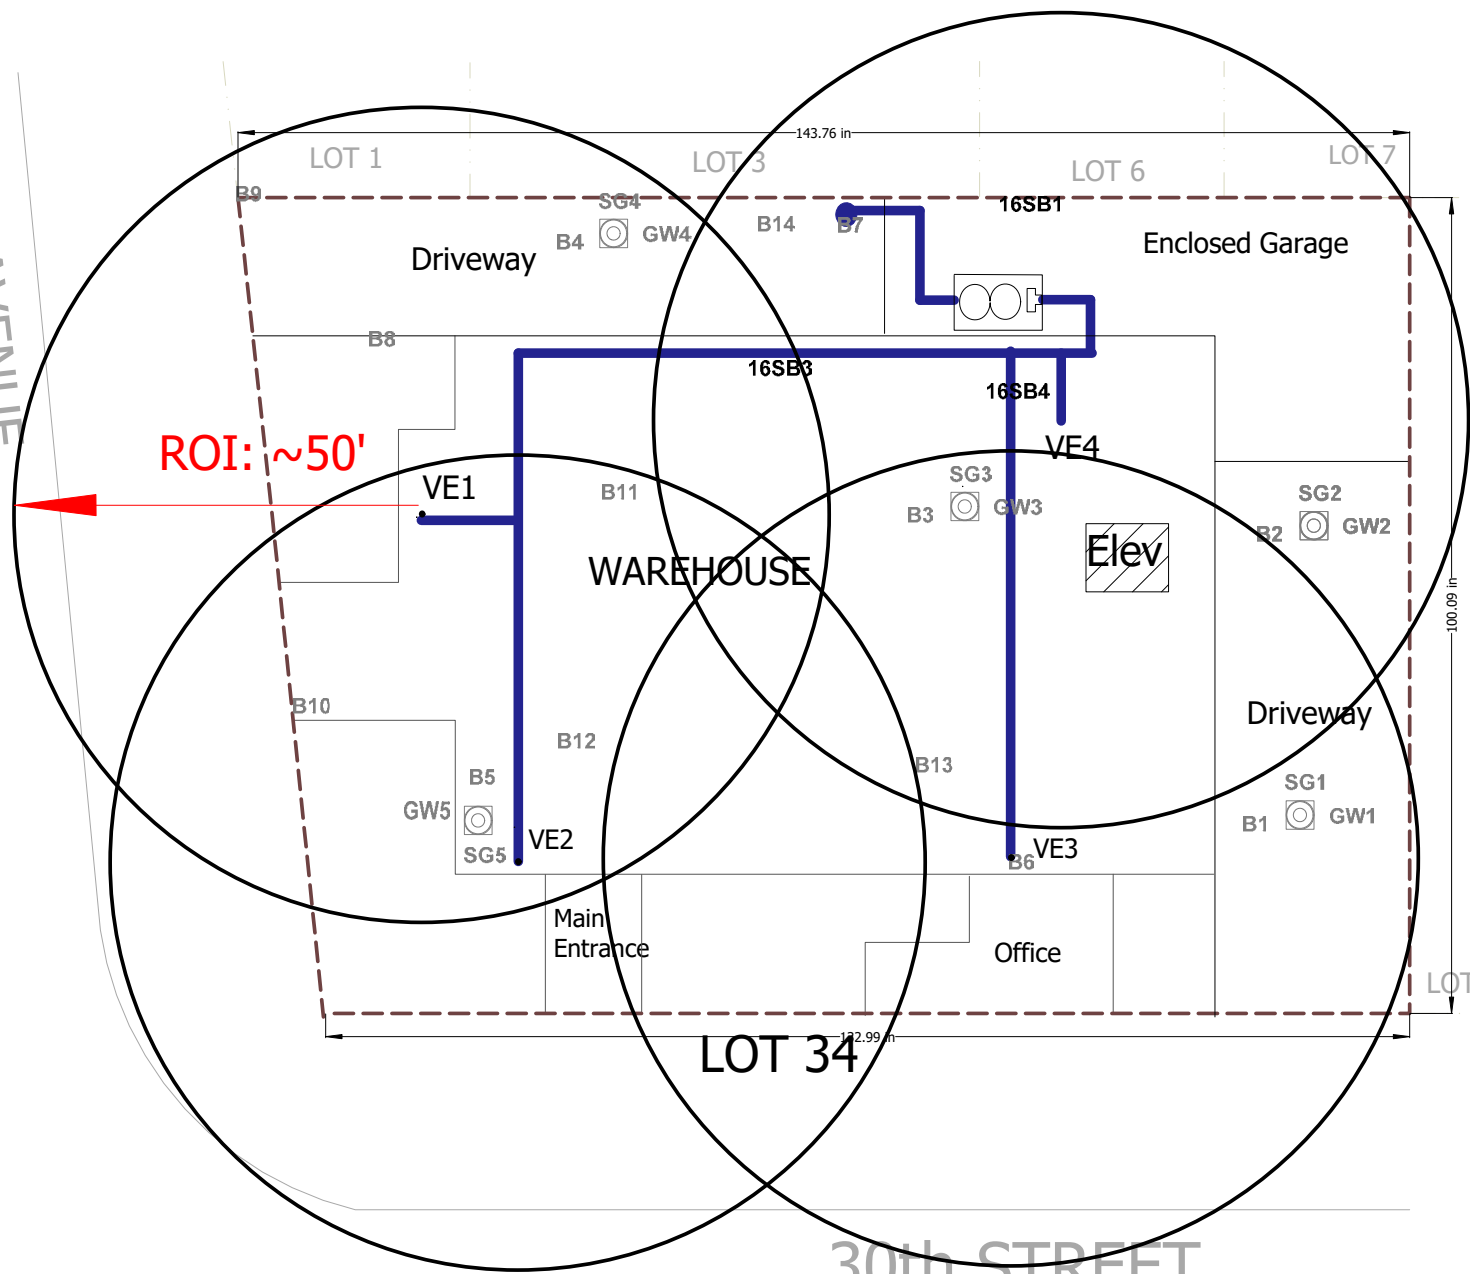 143.76 in
LOT 1
LOT 3
LOT 6
LOT 7
B9
SG4
B4
GW4
B14
B7
16SB1
Driveway
Enclosed Garage
AVENUE
B8
16SB3
16SB4
ROI: ~50'
VE1
VE4
B11
SG3
B3
GW3
SG2
B2
GW2
Elev
WAREHOUSE
100.09 in
B10
Driveway
B12
B13
B5
GW5
SG5
VE2
VE3
B6
SG1
B1
GW1
Main
Entrance
Office
LOT
132.99 in
LOT 34
30th STREET